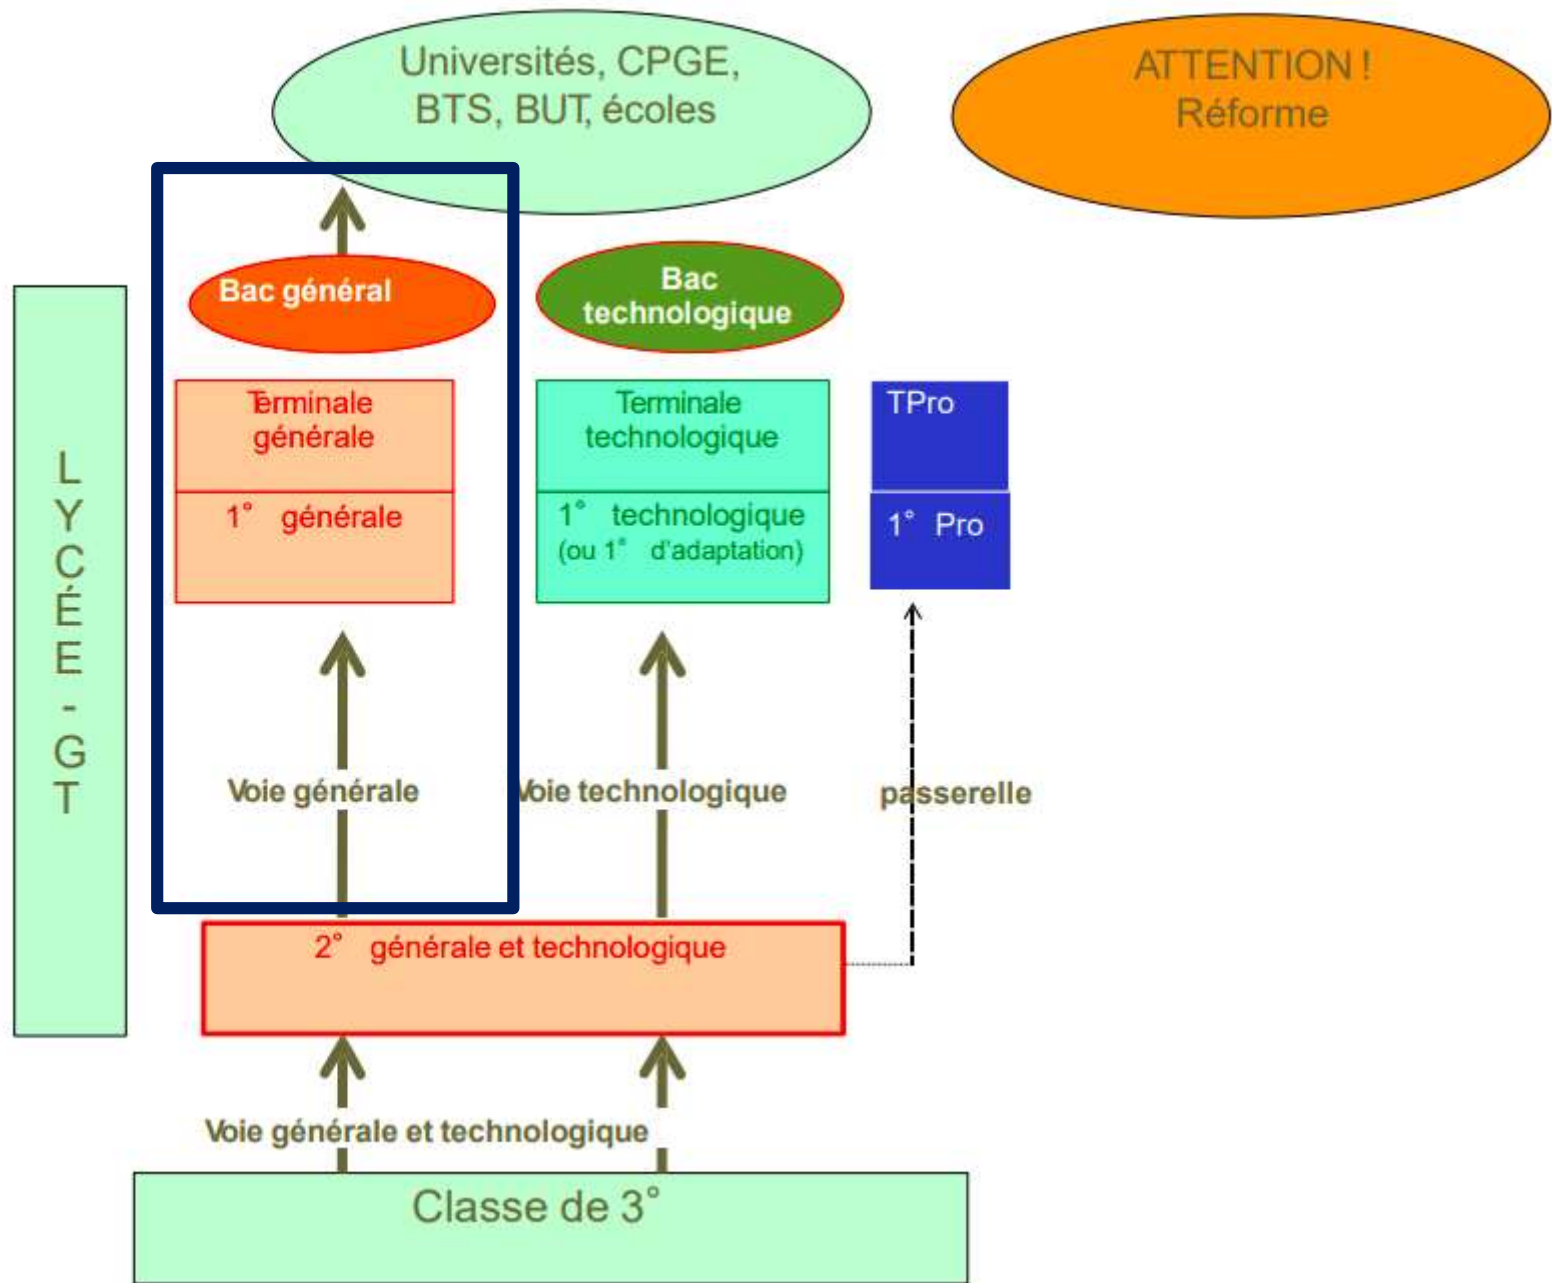 Universités, CPGE,
BTS, BUT, écoles
ATTENTION !
Réforme
Bac général
Bac
technologique
LYCÉE - GT
Terminale
générale
Terminale
technologique
TPro
1° générale
1° technologique
(ou 1° d'adaptation)
1° Pro
Voie générale
Voie technologique
passerelle
2° générale et technologique
Voie générale et technologique
Classe de 3°